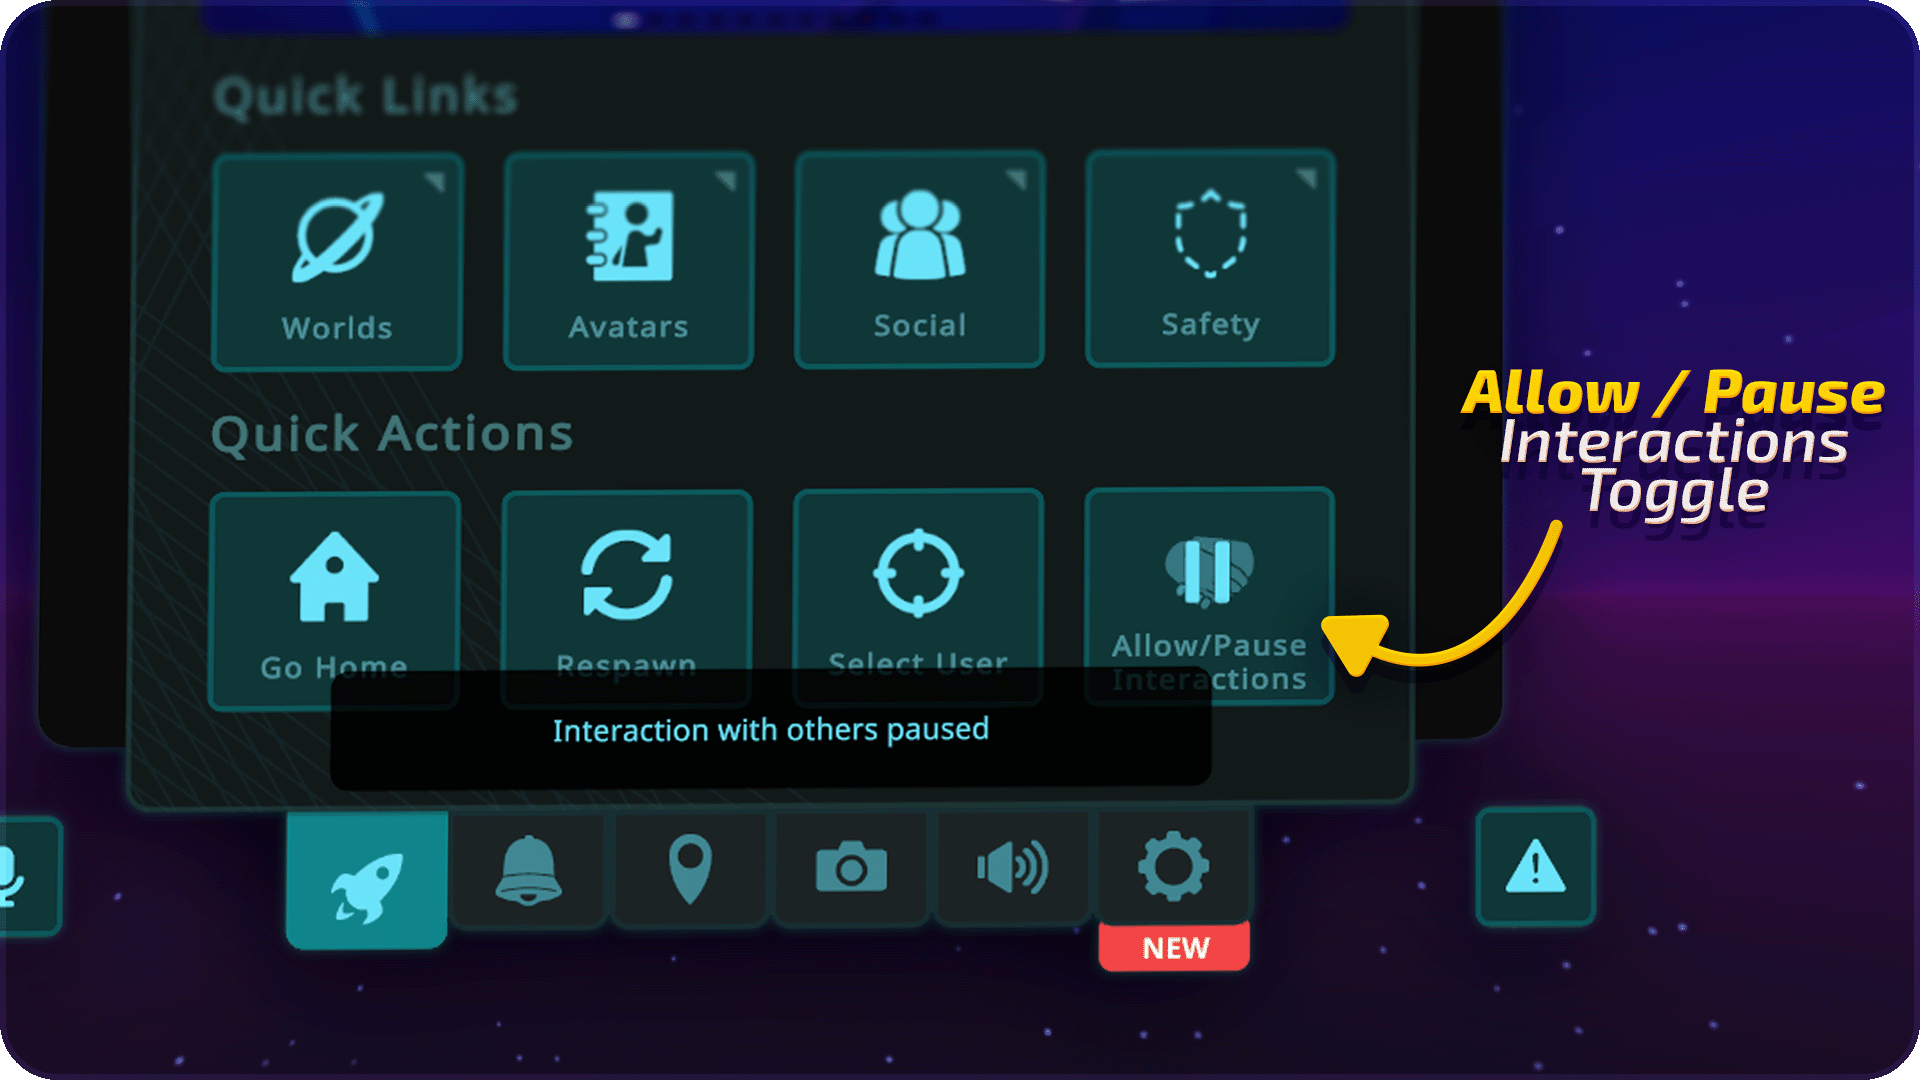 Quick Links
Worlds
Avatars
Social
Safety
Allow / Pause
Interactions
Toggle
Quick Actions
Go Home
Respawn
Select User
Allow/Pause
Interactions
Interaction with others paused
NEW